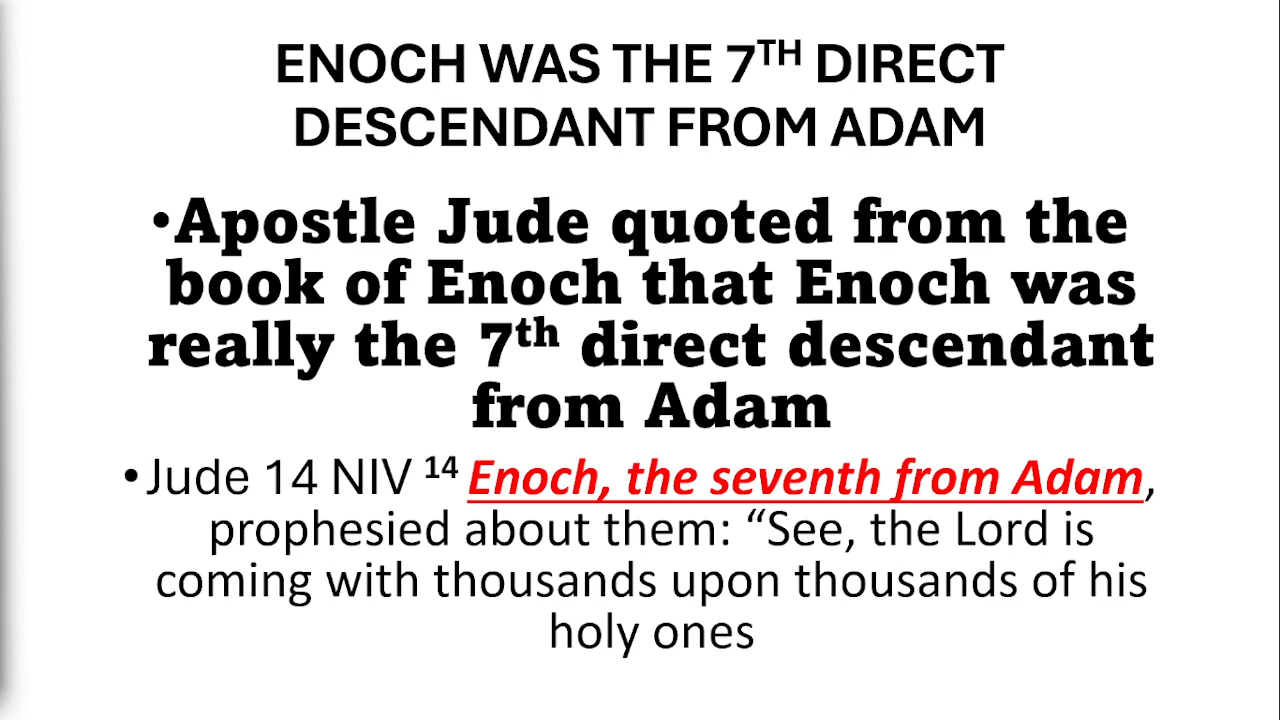 ENOCH WAS THE 7TH DIRECT
DESCENDANT FROM ADAM
•Apostle Jude quoted from the
book of Enoch that Enoch was
really the 7th direct descendant
from Adam
•Jude 14 NIV 14 Enoch, the seventh from Adam,
prophesied about them: “See, the Lord is
coming with thousands upon thousands of his
holy ones